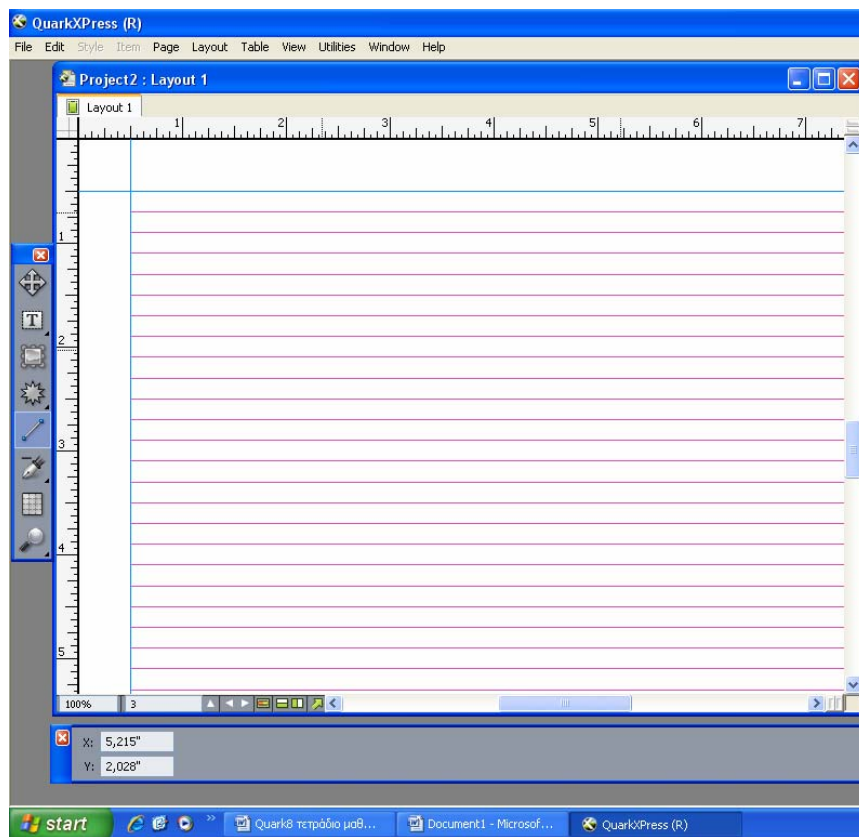 QuarkXPress (R)
File Edit Style Item Page Layout Table View Utilities Window Help
Project2 : Layout 1
Layout 1
1 2 3 4 5 6 7
1
2
3
4
5
T
100% 3
X: 5,215"
Y: 2,028"
start » Quark8 τετράδιο μαθ... Document1 - Microsof... QuarkXPress (R)